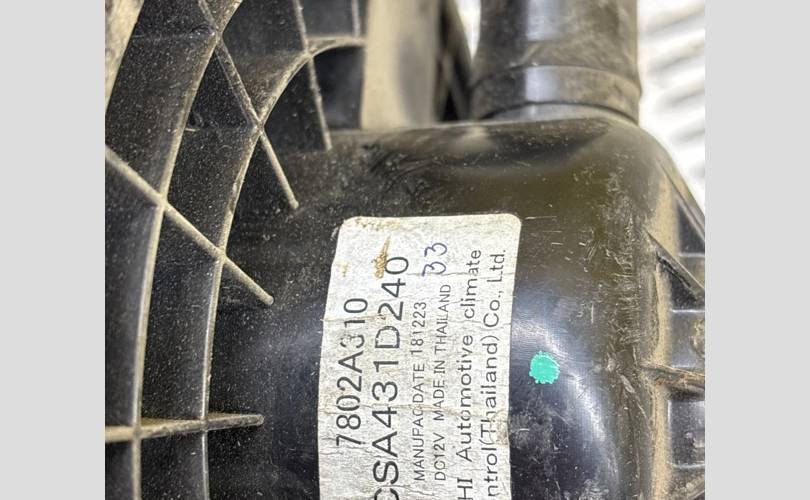 7802A310
CSA431D240
MANUFAC.DATE 181223
DC12V MADE IN THAILAND 33
HI Automotive climate
ntrol(Thailand) Co., Ltd.